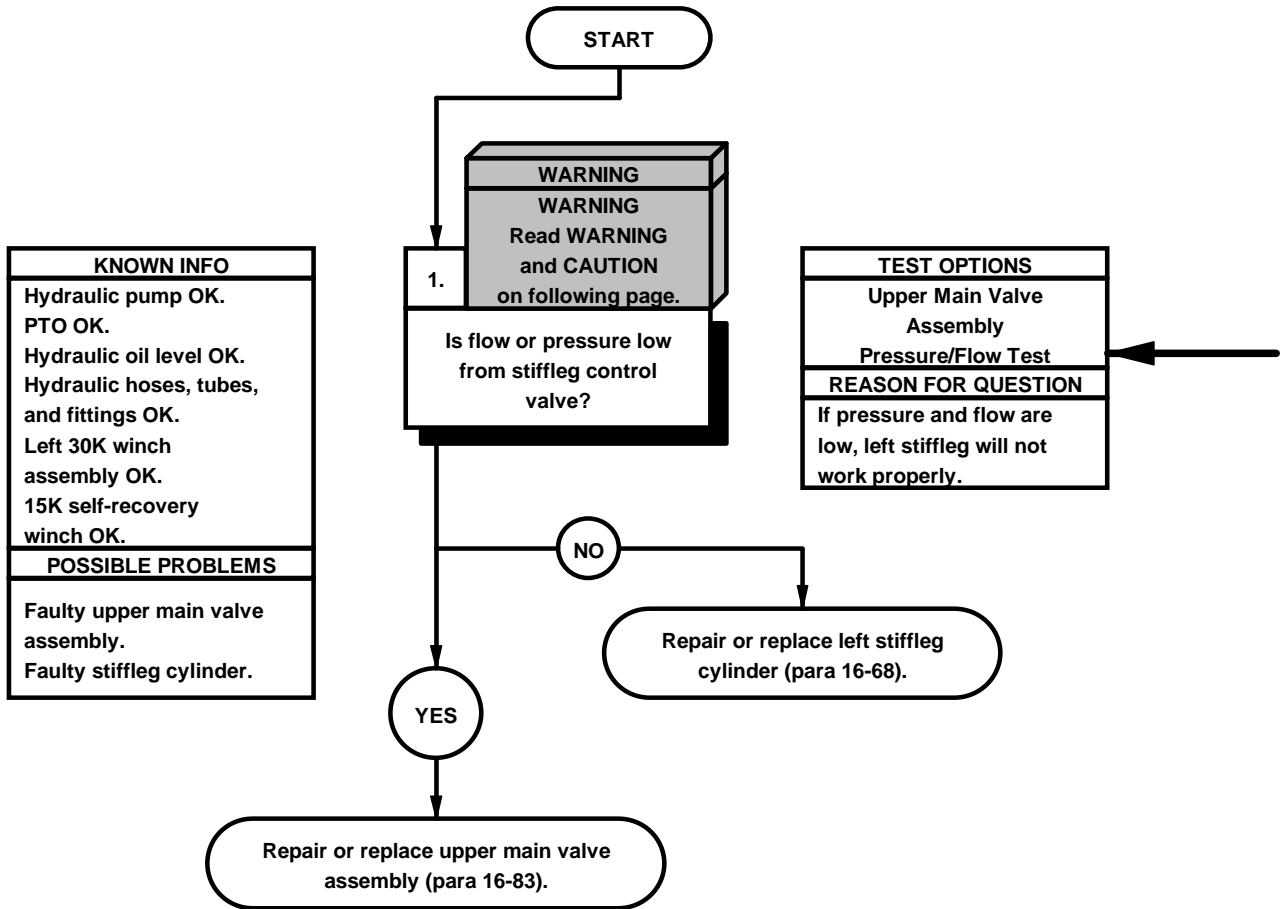 START
WARNING
WARNING
Read WARNING
and CAUTION
on following page.
1.
Is flow or pressure low
from stiffleg control
valve?
KNOWN INFO
Hydraulic pump OK.
PTO OK.
Hydraulic oil level OK.
Hydraulic hoses, tubes,
and fittings OK.
Left 30K winch
assembly OK.
15K self-recovery
winch OK.
POSSIBLE PROBLEMS
Faulty upper main valve
assembly.
Faulty stiffleg cylinder.
TEST OPTIONS
Upper Main Valve
Assembly
Pressure/Flow Test
REASON FOR QUESTION
If pressure and flow are
low, left stiffleg will not
work properly.
NO
Repair or replace left stiffleg
cylinder (para 16-68).
YES
Repair or replace upper main valve
assembly (para 16-83).